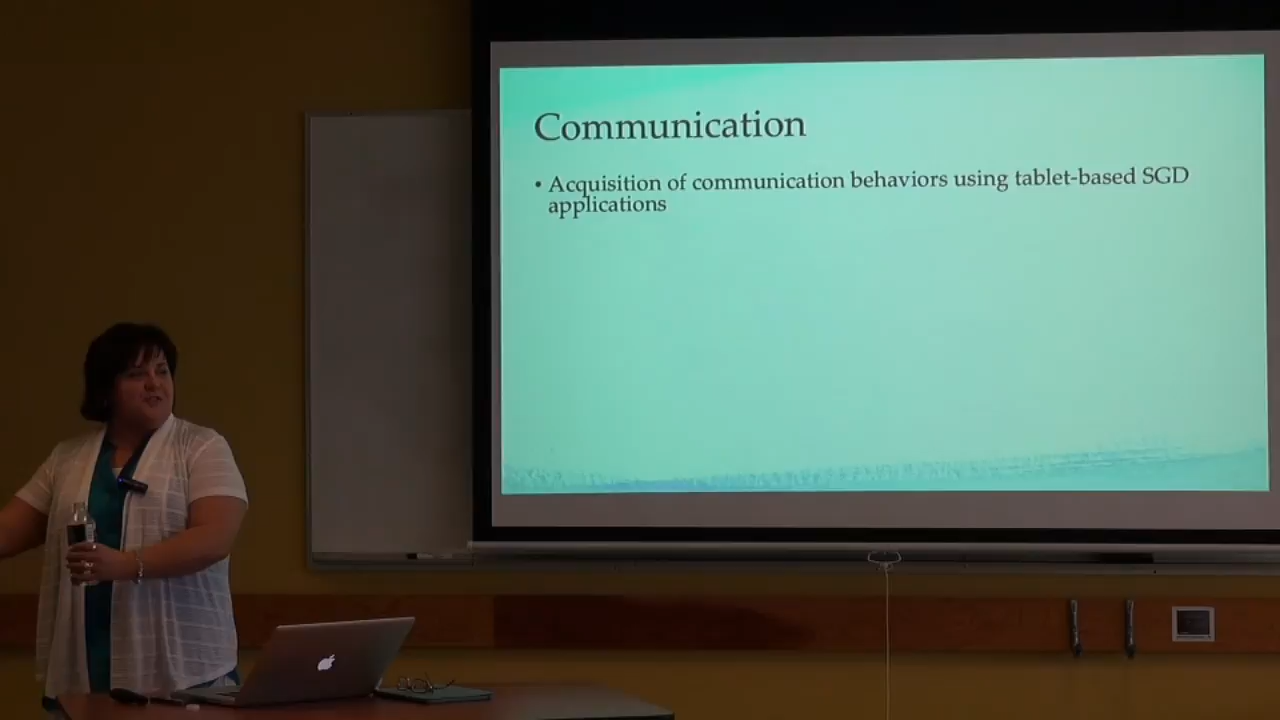 Communication
• Acquisition of communication behaviors using tablet-based SGD
applications